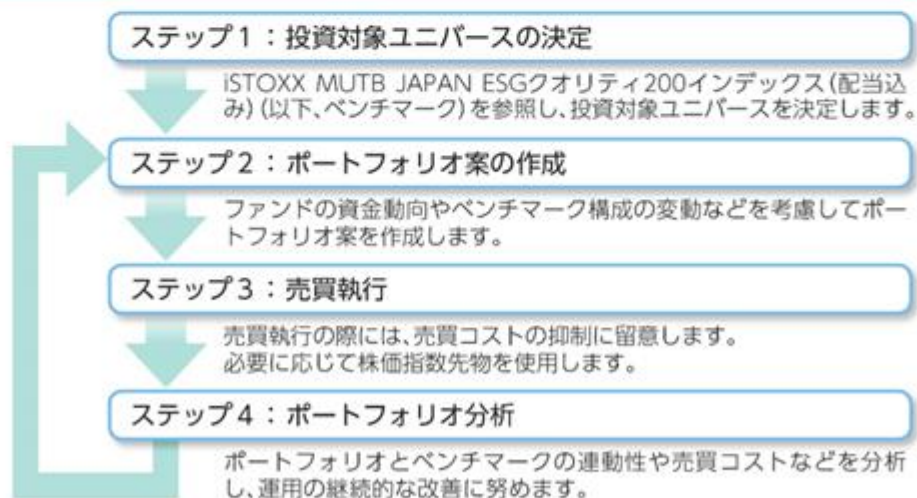 ステップ1：投資対象ユニバースの決定
iSTOXX MUTB JAPAN ESGクオリティ200インデックス（配当込
み）（以下、ベンチマーク）を参照し、投資対象ユニバースを決定します。
ステップ2：ポートフォリオ案の作成
ファンドの資金動向やベンチマーク構成の変動などを考慮してポー
トフォリオ案を作成します。
ステップ3：売買執行
売買執行の際には、売買コストの抑制に留意します。
必要に応じて株価指数先物を使用します。
ステップ4：ポートフォリオ分析
ポートフォリオとベンチマークの連動性や売買コストなどを分析
し、運用の継続的な改善に努めます。